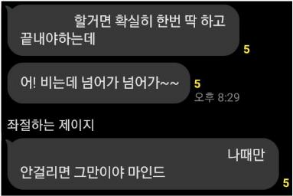 할거면 확실히 한번 딱 하고
끝내야하는데
5
어! 비는데 넘어가 넘어가~~
5
오후 8:29
좌절하는 제이지
나때만
안걸리면 그만이야 마인드
5